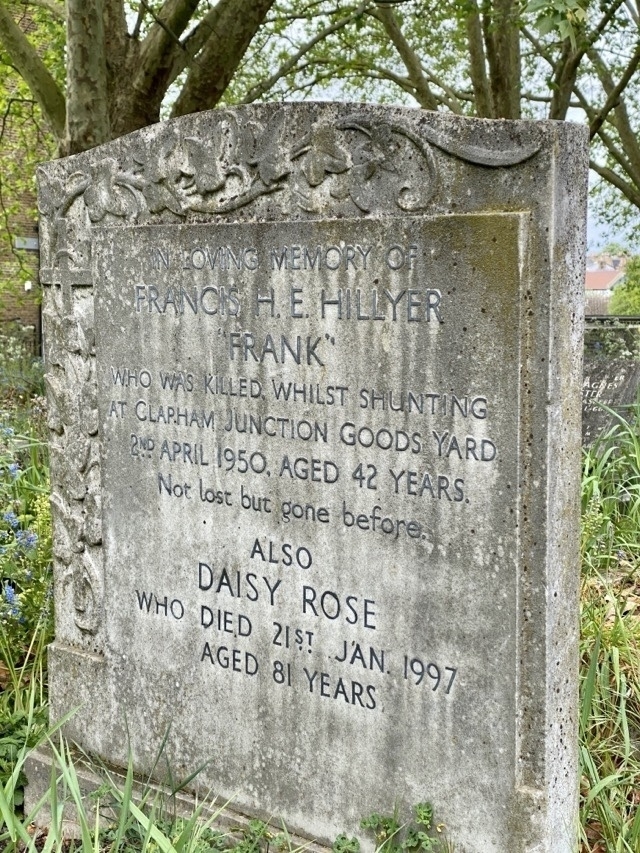 IN LOVING MEMORY OF
FRANCIS H. E. HILLYER
"FRANK"
WHO WAS KILLED WHILST SHUNTING
AT CLAPHAM JUNCTION GOODS YARD
2ND APRIL 1950, AGED 42 YEARS.
Not lost but gone before.
ALSO
DAISY ROSE
WHO DIED 21ST JAN. 1997
AGED 81 YEARS